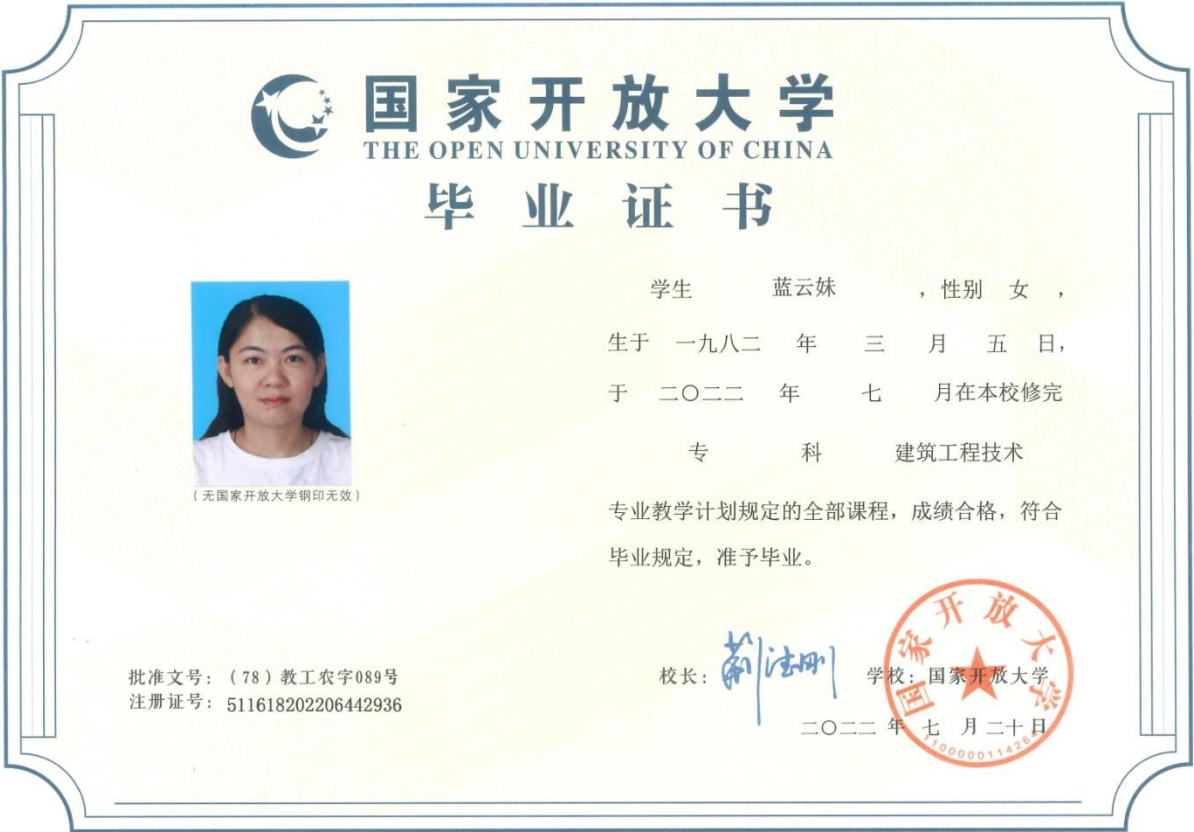 国家开放大学
THE OPEN UNIVERSITY OF CHINA
毕业证书
学生 蓝云妹 ，性别 女 ，
生于 一九八二 年 三 月 五 日，
于 二〇二二 年 七 月在本校修完
专 科 建筑工程技术
专业教学计划规定的全部课程，成绩合格，符合
毕业规定，准予毕业。
（无国家开放大学钢印无效）
批准文号：（78）教工农字089号
注册证号：511618202206442936
校长：荆德刚 学校：国家开放大学
二〇二二 年 七 月 二十 日
国家开放大学